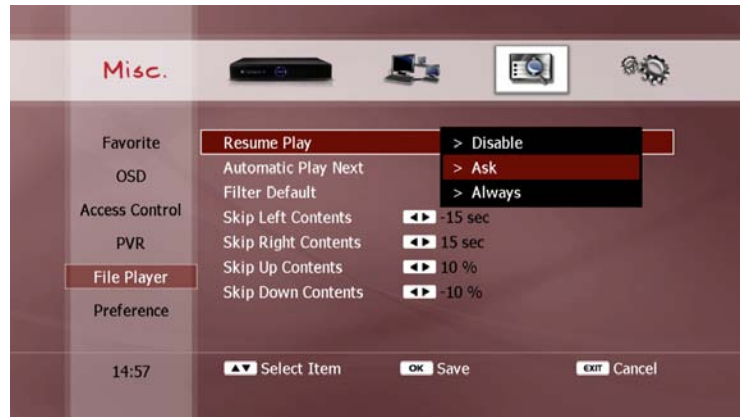 Misc.
Favorite
OSD
Access Control
PVR
File Player
Preference
14:57
Resume Play
> Disable
Automatic Play Next
> Ask
Filter Default
> Always
Skip Left Contents
-15 sec
Skip Right Contents
15 sec
Skip Up Contents
10 %
Skip Down Contents
-10 %
▲▼ Select Item
OK Save
EXIT Cancel